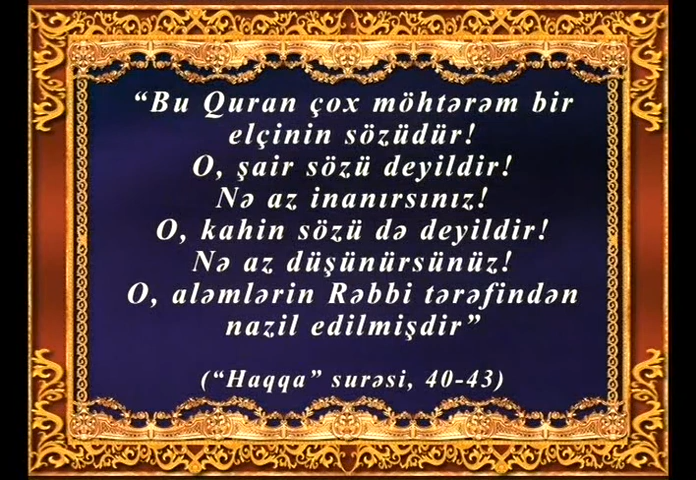 “Bu Quran çox möhtərəm bir
elçinin sözüdür!
O, şair sözü deyildir!
Nə az inanırsınız!
O, kahin sözü də deyildir!
Nə az düşünürsünüz!
O, aləmlərin Rəbbi tərəfindən
nazil edilmişdir”
(“Haqqa” surəsi, 40-43)